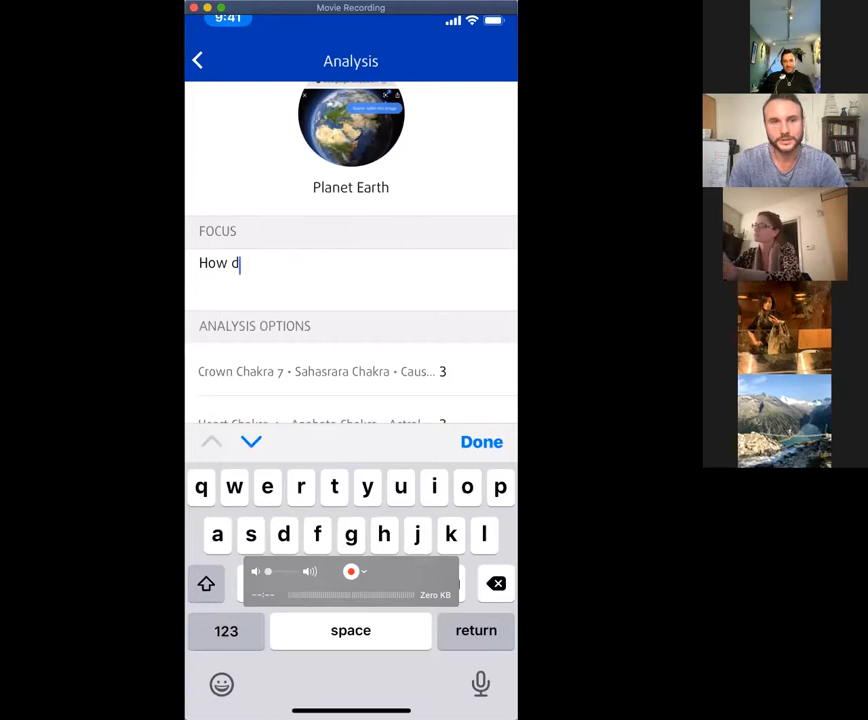 Movie Recording
9:41
Analysis
Planet Earth
FOCUS
How d
ANALYSIS OPTIONS
Crown Chakra 7 • Sahasrara Chakra • Caus... 3
Done
q w e r t y u i o p
a s d f g h j k l
--:-- Zero KB
123 space return